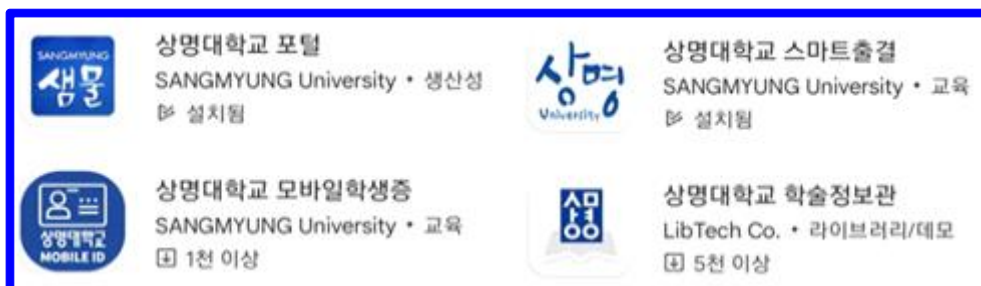 SANGMYUNG
샘물
상명대학교 포털
SANGMYUNG University • 생산성
설치됨
상명
University
상명대학교 스마트출결
SANGMYUNG University • 교육
설치됨
상명대학교
MOBILE ID
상명대학교 모바일학생증
SANGMYUNG University • 교육
1천 이상
상명
상명대학교 학술정보관
LibTech Co. • 라이브러리/데모
5천 이상